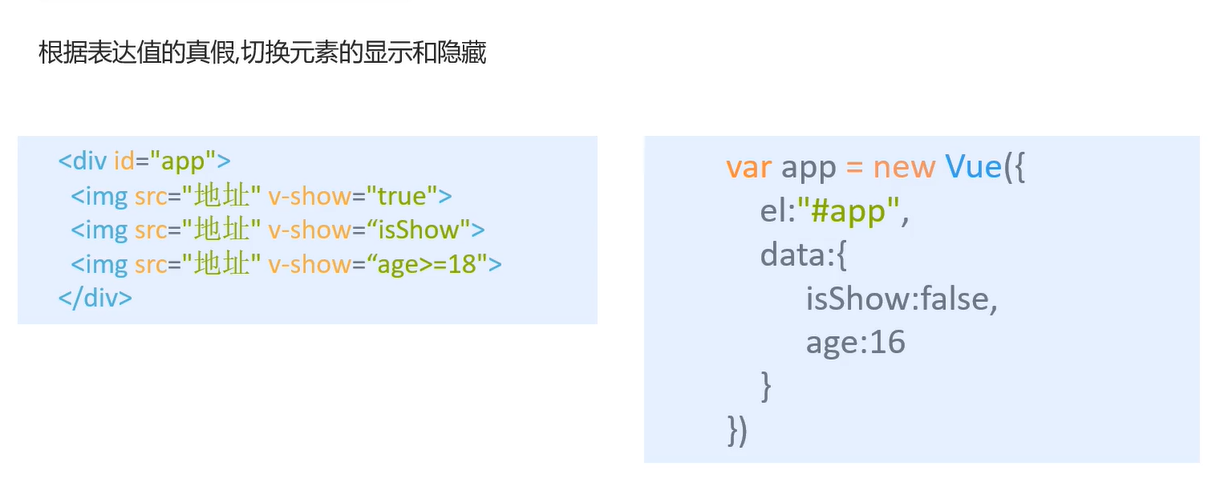 根据表达值的真假,切换元素的显示和隐藏
<div id="app">
<img src="地址" v-show="true">
<img src="地址" v-show=“isShow">
<img src="地址" v-show=“age>=18">
</div>
var app = new Vue({
el:"#app",
data:{
isShow:false,
age:16
}
})